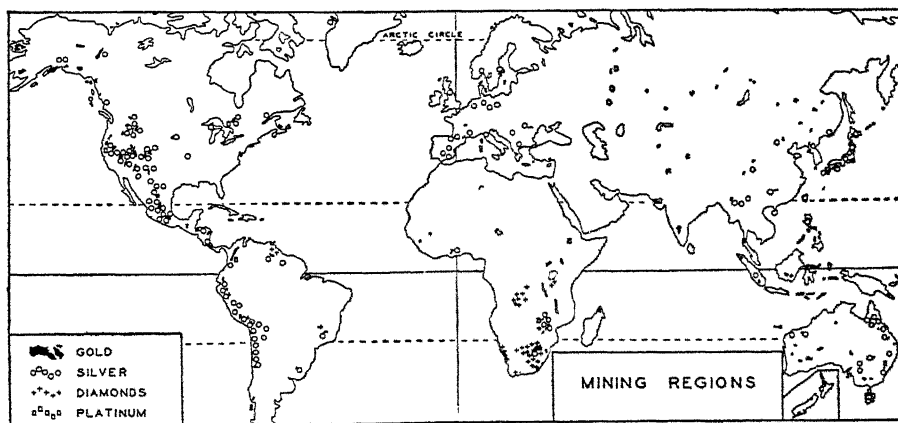 ARCTIC CIRCLE
GOLD
SILVER
DIAMONDS
PLATINUM
MINING REGIONS